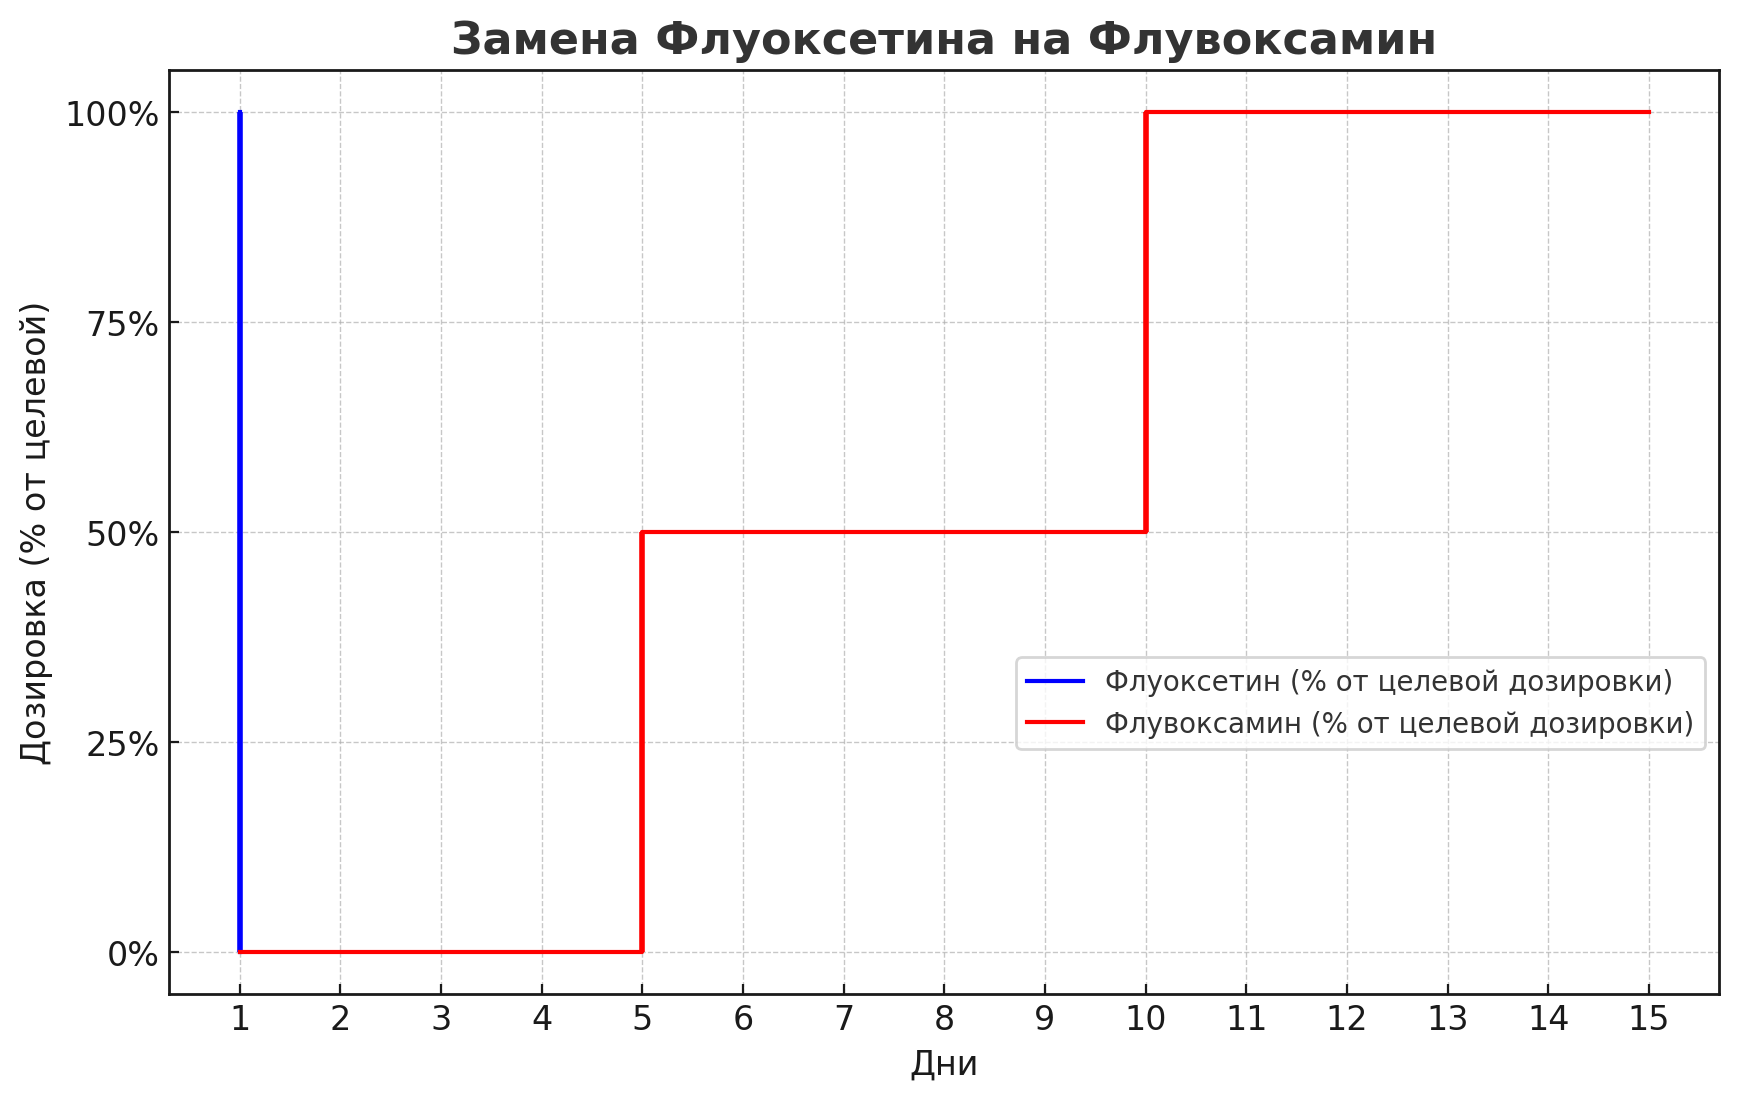 Замена Флуоксетина на Флувоксамин
Дозировка (% от целевой)
100%
75%
50%
25%
0%
Флуоксетин (% от целевой дозировки)
Флувоксамин (% от целевой дозировки)
1 2 3 4 5 6 7 8 9 10 11 12 13 14 15
Дни